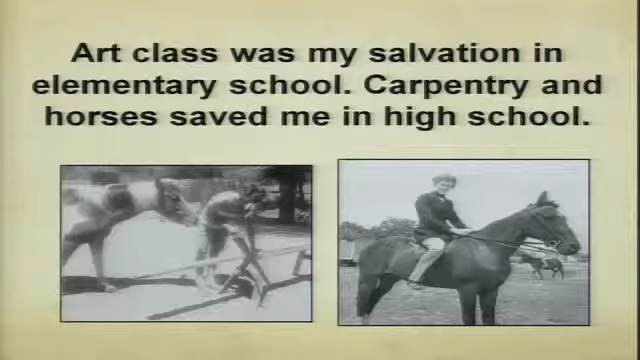 Art class was my salvation in
elementary school. Carpentry and
horses saved me in high school.